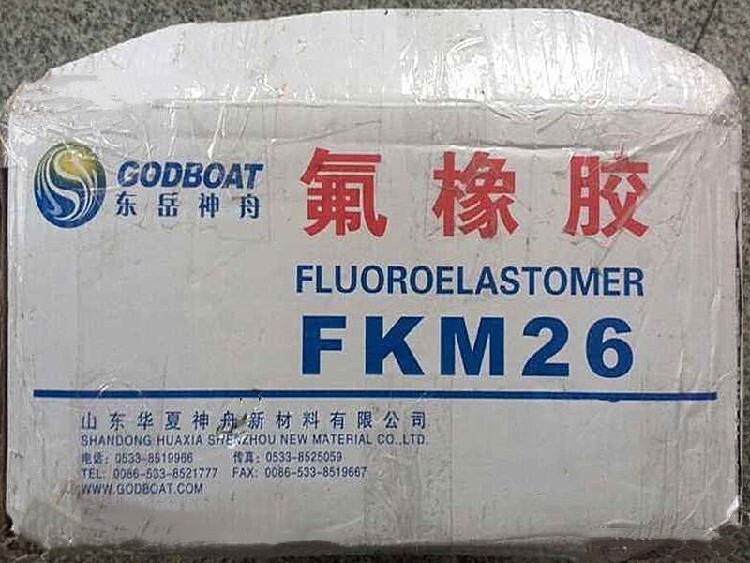 GODBOAT
东岳神舟
氟橡胶
FLUOROELASTOMER
FKM26
山东华夏神舟新材料有限公司
SHANDONG HUAXIA SHENZHOU NEW MATERIAL CO.,LTD.
电话: 0533-8519966 传真: 0533-8525059
TEL: 0086-533-8521777 FAX: 0086-533-8519667
WWW.GODBOAT.COM